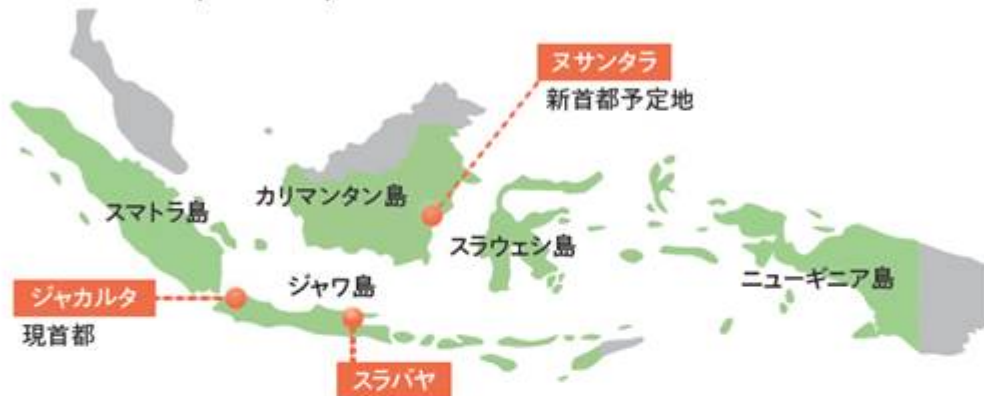 ヌサンタラ
新首都予定地
カリマンタン島
スマトラ島
スラウェシ島
ニューギニア島
ジャワ島
ジャカルタ
現首都
スラバヤ